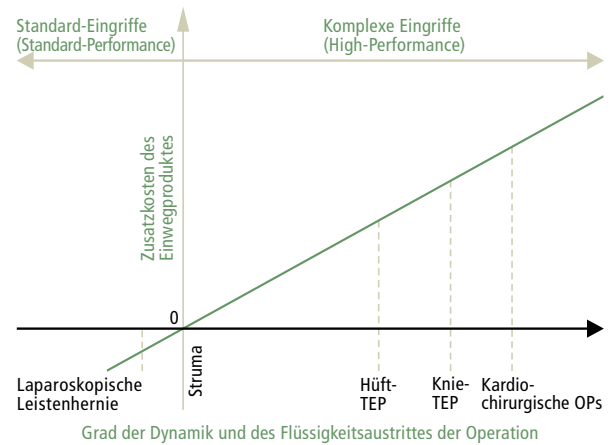 Standard-Eingriffe
(Standard-Performance)
Komplexe Eingriffe
(High-Performance)
Zusatzkosten des
Einwegproduktes
0
Laparoskopische
Leistenhernie
Struma
Hüft-
TEP
Knie-
TEP
Kardio-
chirurgische OPs
Grad der Dynamik und des Flüssigkeitsaustrittes der Operation